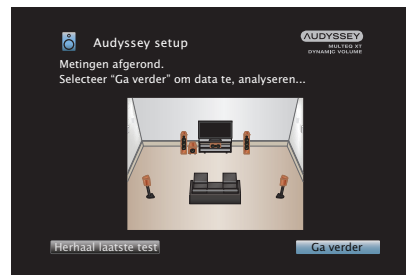 Audyssey setup
AUDYSSEY
MULTEQ XT
DYNAMIC VOLUME
Metingen afgerond.
Selecteer “Ga verder” om data te, analyseren...
Herhaal laatste test
Ga verder